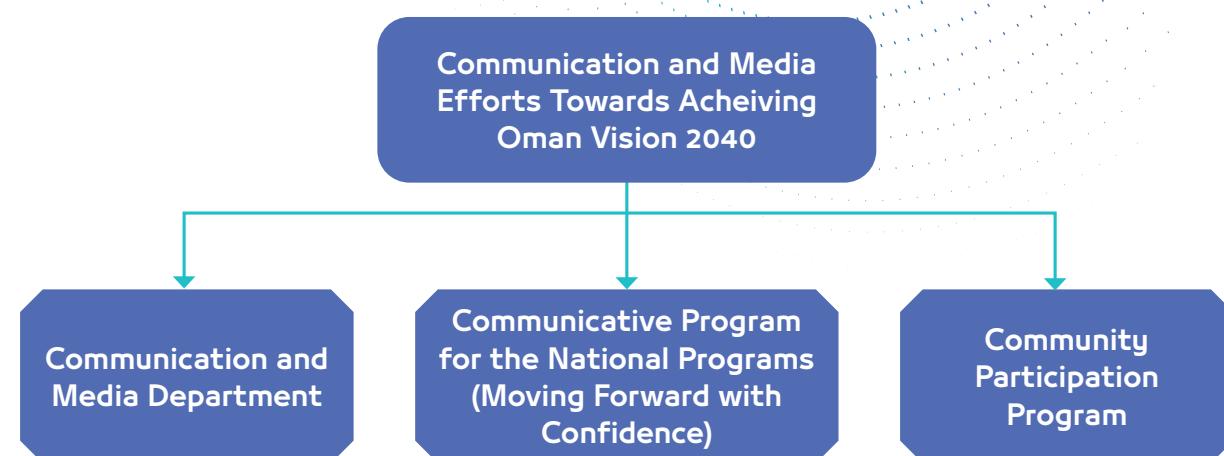 Communication and Media
Efforts Towards Acheiving
Oman Vision 2040
Communication and
Media Department
Communicative Program
for the National Programs
(Moving Forward with
Confidence)
Community
Participation
Program